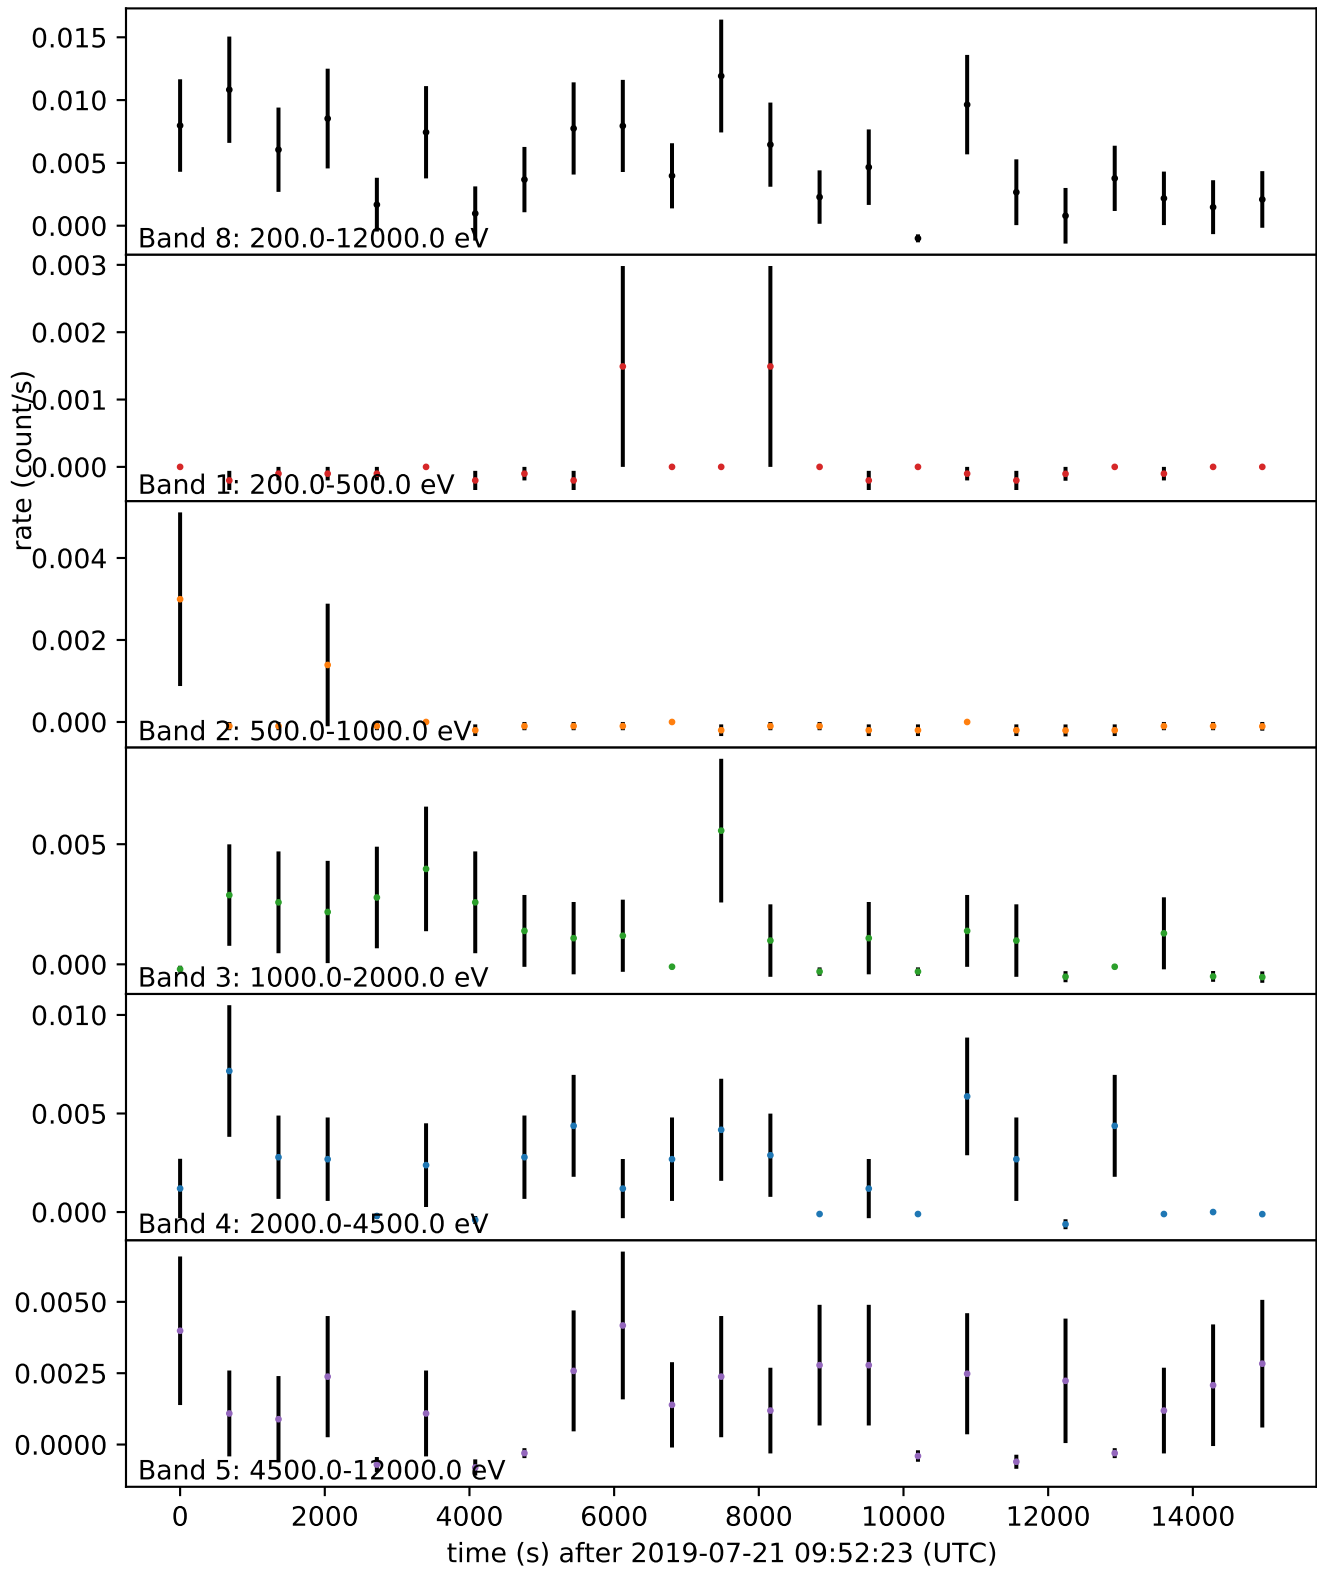 0.015
0.010
0.005
0.000
Band 8: 200.0-12000.0 eV
0.003
0.002
0.001
0.000
Band 1: 200.0-500.0 eV
rate (count/s)
0.004
0.002
0.000
Band 2: 500.0-1000.0 eV
0.005
0.000
Band 3: 1000.0-2000.0 eV
0.010
0.005
0.000
Band 4: 2000.0-4500.0 eV
0.0050
0.0025
0.0000
Band 5: 4500.0-12000.0 eV
0 2000 4000 6000 8000 10000 12000 14000
time (s) after 2019-07-21 09:52:23 (UTC)